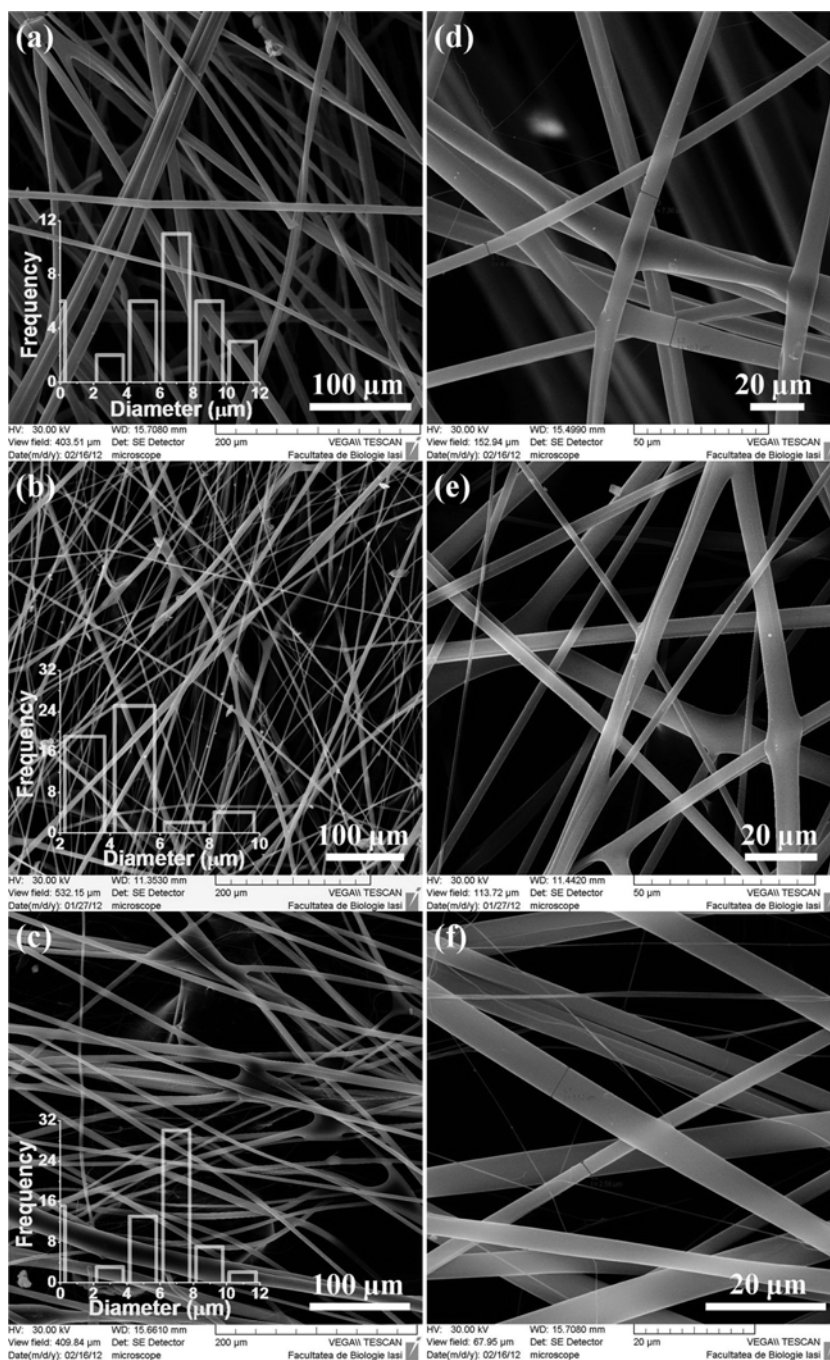 (a)
12
8
4
0
Frequency
0 2 4 6 8 10 12
Diameter (µm)
100 µm
HV: 30.00 kV WD: 15.7080 mm
View field: 403.51 µm Det: SE Detector 200 µm VEGA\\ TESCAN
Date(m/d/y): 02/16/12 microscope Facultatea de Biologie Iasi
(d)
20 µm
HV: 30.00 kV WD: 15.4990 mm
View field: 152.94 µm Det: SE Detector 50 µm VEGA\\ TESCAN
Date(m/d/y): 02/16/12 microscope Facultatea de Biologie Iasi
(b)
32
24
16
8
0
Frequency
2 4 6 8 10
Diameter (µm)
100 µm
HV: 30.00 kV WD: 11.3530 mm
View field: 532.15 µm Det: SE Detector 200 µm VEGA\\ TESCAN
Date(m/d/y): 01/27/12 microscope Facultatea de Biologie Iasi
(e)
20 µm
HV: 30.00 kV WD: 11.4420 mm
View field: 113.72 µm Det: SE Detector 50 µm VEGA\\ TESCAN
Date(m/d/y): 01/27/12 microscope Facultatea de Biologie Iasi
(c)
32
24
16
8
0
Frequency
0 2 4 6 8 10 12
Diameter (µm)
100 µm
HV: 30.00 kV WD: 15.6610 mm
View field: 409.84 µm Det: SE Detector 200 µm VEGA\\ TESCAN
Date(m/d/y): 02/16/12 microscope Facultatea de Biologie Iasi
(f)
20 µm
HV: 30.00 kV WD: 15.7080 mm
View field: 67.95 µm Det: SE Detector 20 µm VEGA\\ TESCAN
Date(m/d/y): 02/16/12 microscope Facultatea de Biologie Iasi